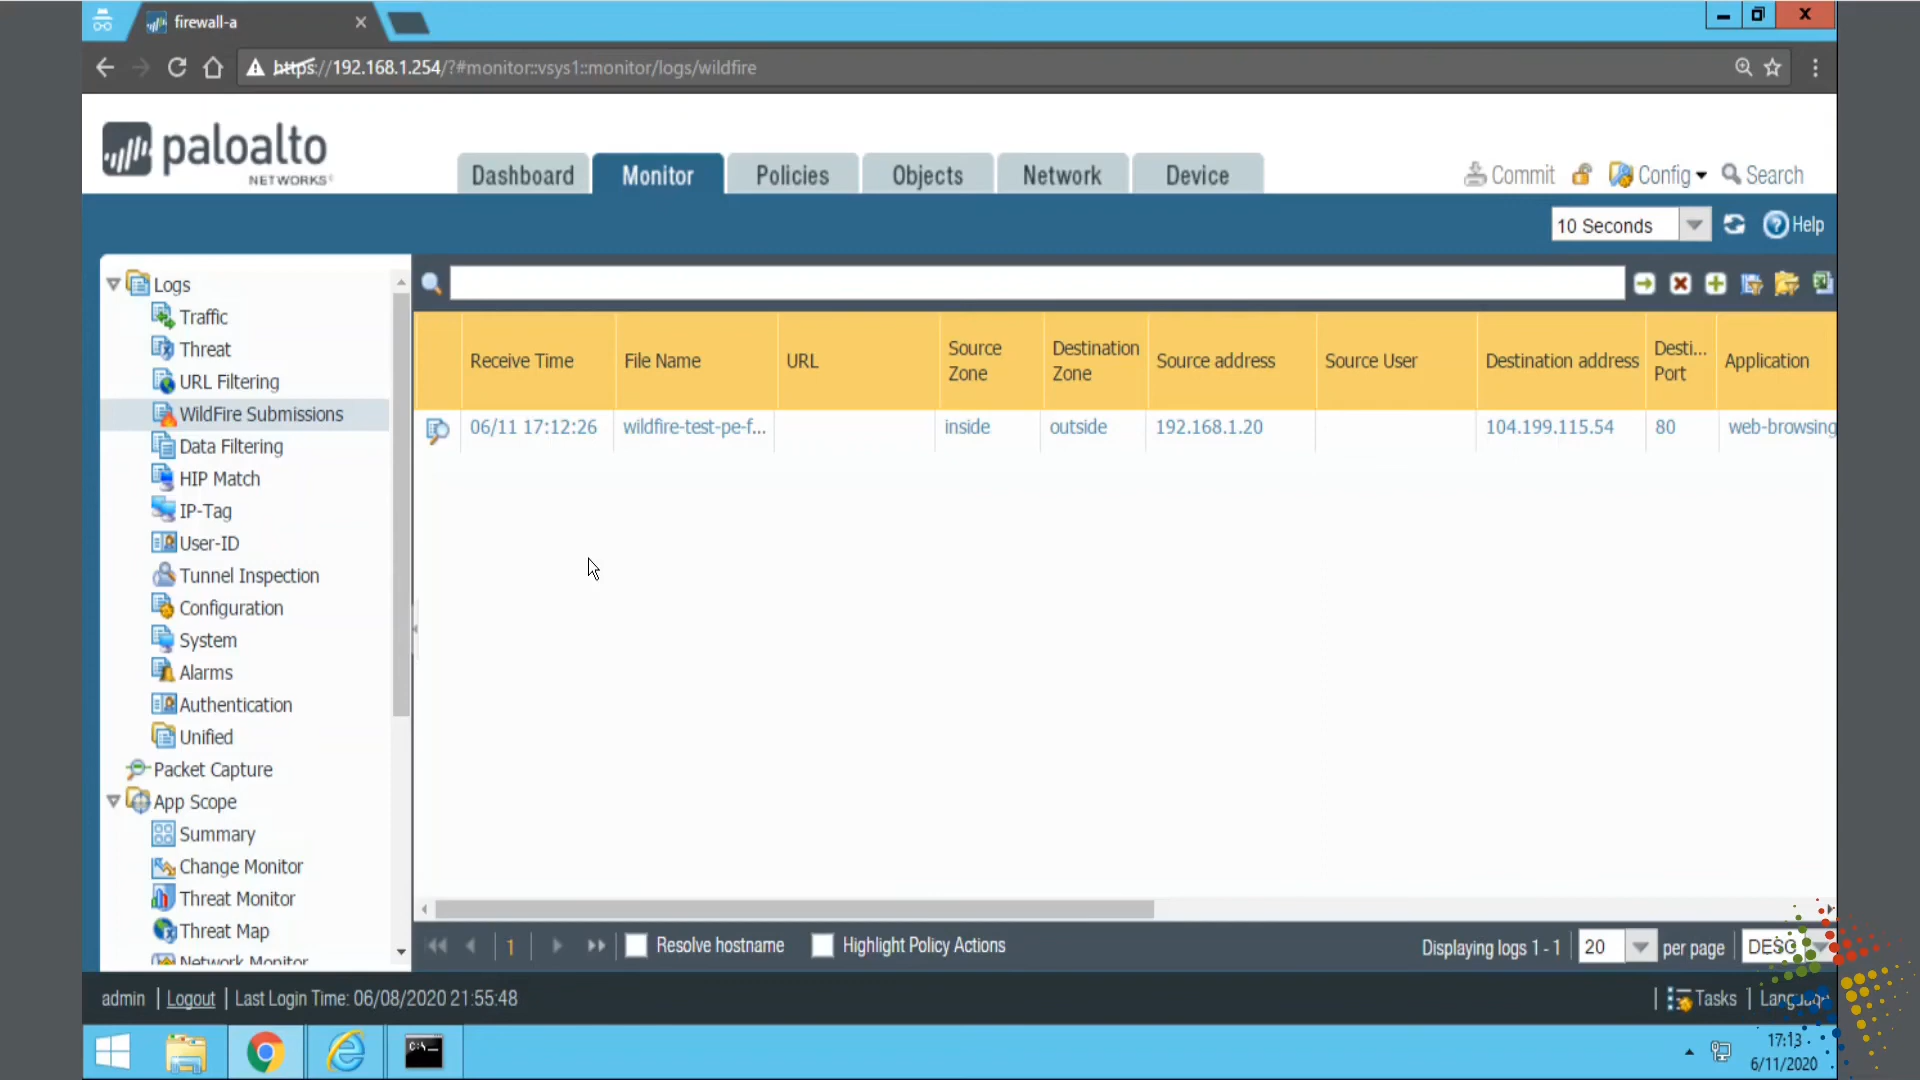 firewall-a
https://192.168.1.254/?#monitor::vsys1::monitor/logs/wildfire
paloalto
NETWORKS
Dashboard Monitor Policies Objects Network Device
Commit Config Search
10 Seconds Help
Logs
Traffic
Threat
URL Filtering
WildFire Submissions
Data Filtering
HIP Match
IP-Tag
User-ID
Tunnel Inspection
Configuration
System
Alarms
Authentication
Unified
Packet Capture
App Scope
Summary
Change Monitor
Threat Monitor
Threat Map
Network Monitor
Receive Time File Name URL Source Zone Destination Zone Source address Source User Destination address Desti... Port Application
06/11 17:12:26 wildfire-test-pe-f... inside outside 192.168.1.20 104.199.115.54 80 web-browsing
1 Resolve hostname Highlight Policy Actions Displaying logs 1 - 1 20 per page DESC
admin | Logout | Last Login Time: 06/08/2020 21:55:48 | Tasks | Language
C:\
17:13
6/11/2020